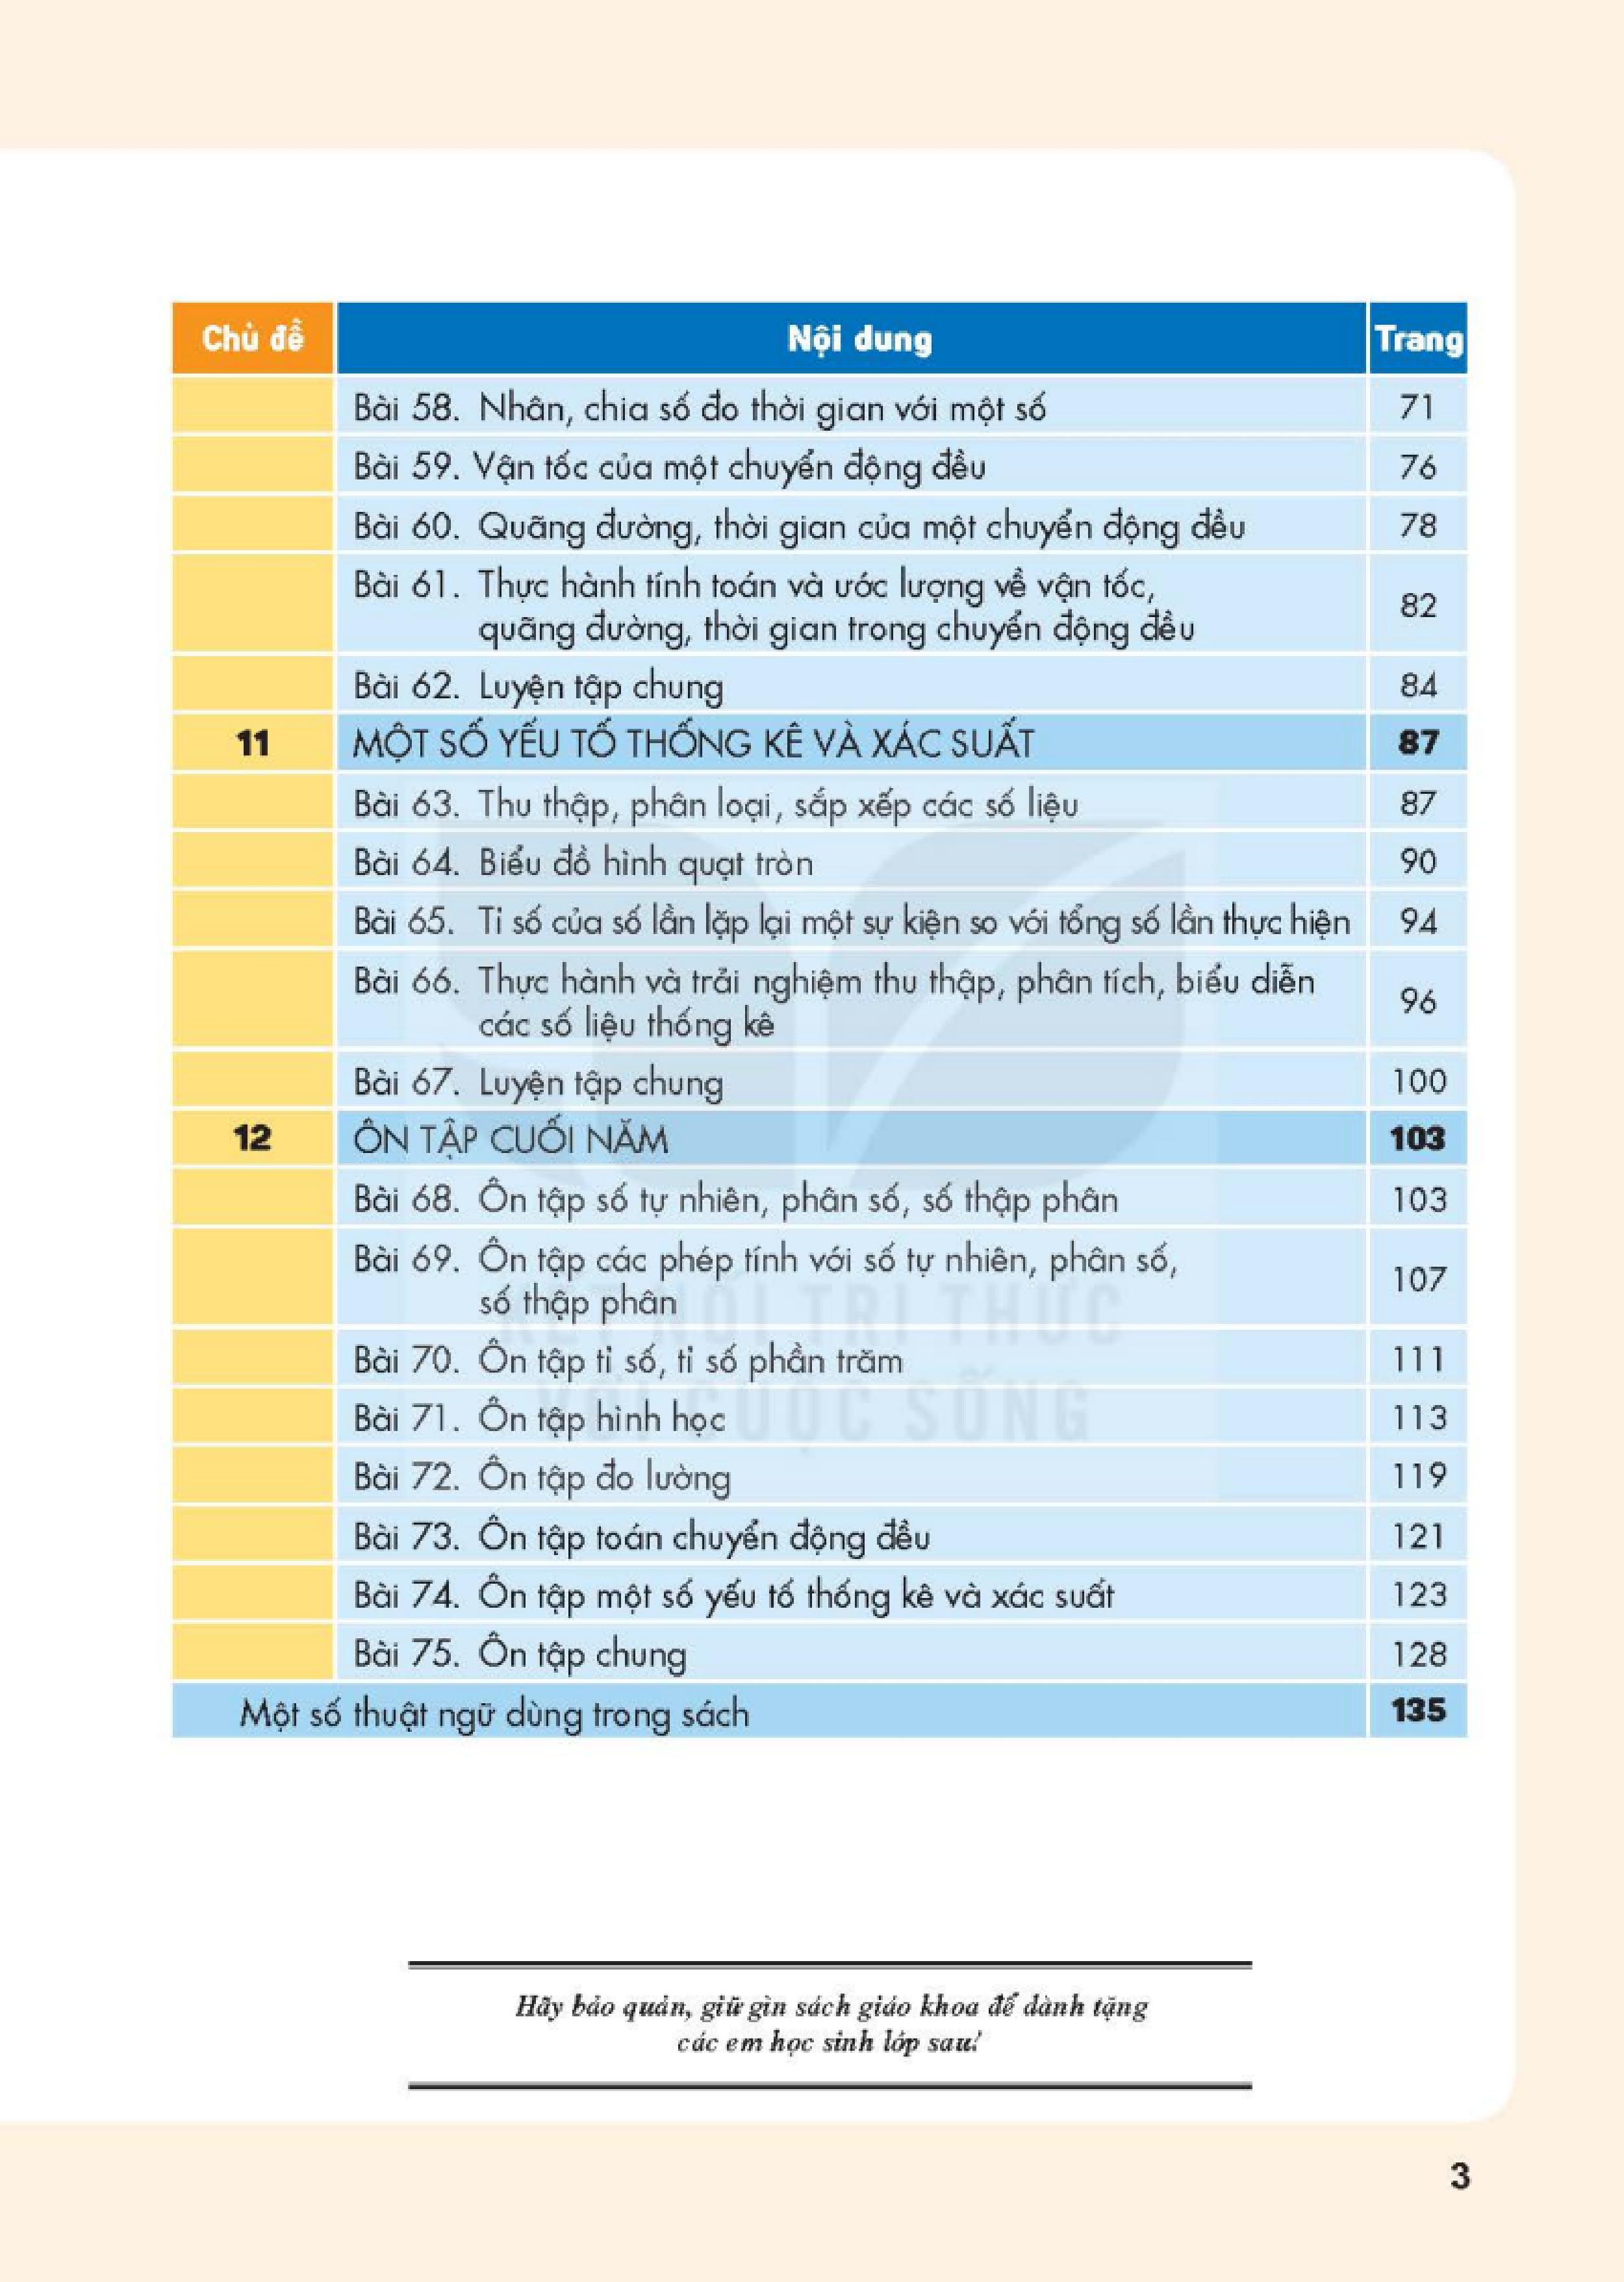 Chủ đề Nội dung Trang
Bài 58. Nhân, chia số đo thời gian với một số 71
Bài 59. Vận tốc của một chuyển động đều 76
Bài 60. Quãng đường, thời gian của một chuyển động đều 78
Bài 61. Thực hành tính toán và ước lượng về vận tốc,
quãng đường, thời gian trong chuyển động đều 82
Bài 62. Luyện tập chung 84
11 MỘT SỐ YẾU TỐ THỐNG KÊ VÀ XÁC SUẤT 87
Bài 63. Thu thập, phân loại, sắp xếp các số liệu 87
Bài 64. Biểu đồ hình quạt tròn 90
Bài 65. Tỉ số của số lần lặp lại một sự kiện so với tổng số lần thực hiện 94
Bài 66. Thực hành và trải nghiệm thu thập, phân tích, biểu diễn
các số liệu thống kê 96
Bài 67. Luyện tập chung 100
12 ÔN TẬP CUỐI NĂM 103
Bài 68. Ôn tập số tự nhiên, phân số, số thập phân 103
Bài 69. Ôn tập các phép tính với số tự nhiên, phân số,
số thập phân 107
KẾT NỐI TRI THỨC
Bài 70. Ôn tập tỉ số, tỉ số phần trăm 111
VỚI CUỘC SỐNG
Bài 71. Ôn tập hình học 113
Bài 72. Ôn tập đo lường 119
Bài 73. Ôn tập toán chuyển động đều 121
Bài 74. Ôn tập một số yếu tố thống kê và xác suất 123
Bài 75. Ôn tập chung 128
Một số thuật ngữ dùng trong sách 135
Hãy bảo quản, giữ gìn sách giáo khoa để dành tặng
các em học sinh lớp sau!
3